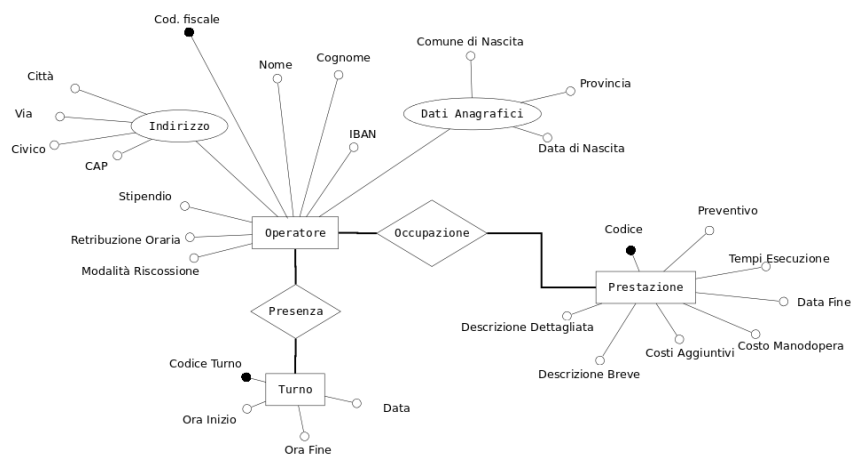 Cod. fiscale
Nome
Cognome
Comune di Nascita
Città
Provincia
Via
Indirizzo
Dati Anagrafici
Civico
IBAN
Data di Nascita
CAP
Stipendio
Preventivo
Retribuzione Oraria
Operatore
Occupazione
Codice
Modalità Riscossione
Tempi Esecuzione
Prestazione
Data Fine
Presenza
Descrizione Dettagliata
Costo Manodopera
Costi Aggiuntivi
Codice Turno
Descrizione Breve
Turno
Data
Ora Inizio
Ora Fine